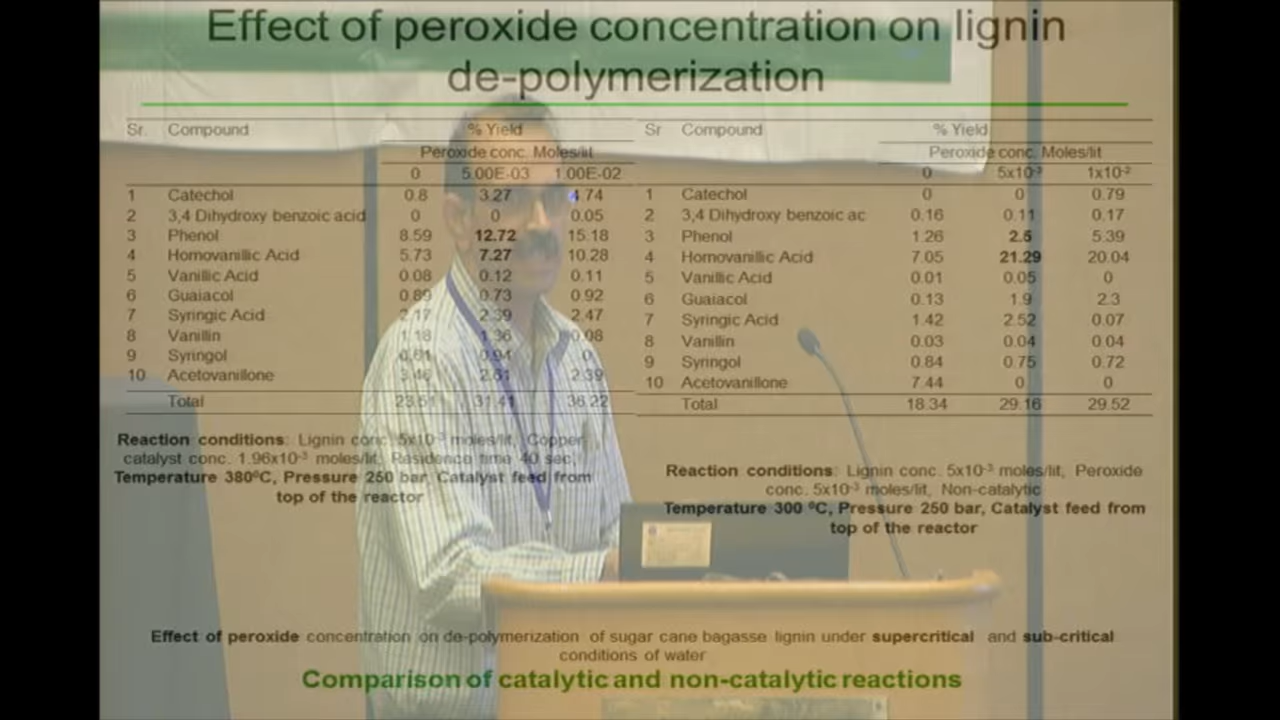 Effect of peroxide concentration on lignin
de-polymerization
Sr. Compound % Yield
Peroxide conc. Moles/lit
0 5.00E-03 1.00E-02
1 Catechol 0.8 3.27 4.74
2 3,4 Dihydroxy benzoic acid 0 0 0.05
3 Phenol 8.59 12.72 15.18
4 Homovanillic Acid 5.73 7.27 10.28
5 Vanillic Acid 0.08 0.12 0.11
6 Guaiacol 0.89 0.73 0.92
7 Syringic Acid 2.17 2.39 2.47
8 Vanillin 1.18 1.36 0.08
9 Syringol 0.61 0.94 0
10 Acetovanillone 3.46 2.61 2.39
Total 23.51 31.41 36.22
Reaction conditions: Lignin conc. 5x10⁻³ moles/lit, Copper
catalyst conc. 1.96x10⁻³ moles/lit, Residence time 40 sec,
Temperature 380⁰C, Pressure 250 bar, Catalyst feed from
top of the reactor
Sr Compound % Yield
Peroxide conc. Moles/lit
0 5x10⁻³ 1x10⁻²
1 Catechol 0 0 0.79
2 3,4 Dihydroxy benzoic ac 0.16 0.11 0.17
3 Phenol 1.26 2.5 5.39
4 Homovanillic Acid 7.05 21.29 20.04
5 Vanillic Acid 0.01 0.05 0
6 Guaiacol 0.13 1.9 2.3
7 Syringic Acid 1.42 2.52 0.07
8 Vanillin 0.03 0.04 0.04
9 Syringol 0.84 0.75 0.72
10 Acetovanillone 7.44 0 0
Total 18.34 29.16 29.52
Reaction conditions: Lignin conc. 5x10⁻³ moles/lit, Peroxide
conc. 5x10⁻³ moles/lit, Non-catalytic
Temperature 300 ⁰C, Pressure 250 bar, Catalyst feed from
top of the reactor
Effect of peroxide concentration on de-polymerization of sugar cane bagasse lignin under supercritical and sub-critical
conditions of water
Comparison of catalytic and non-catalytic reactions